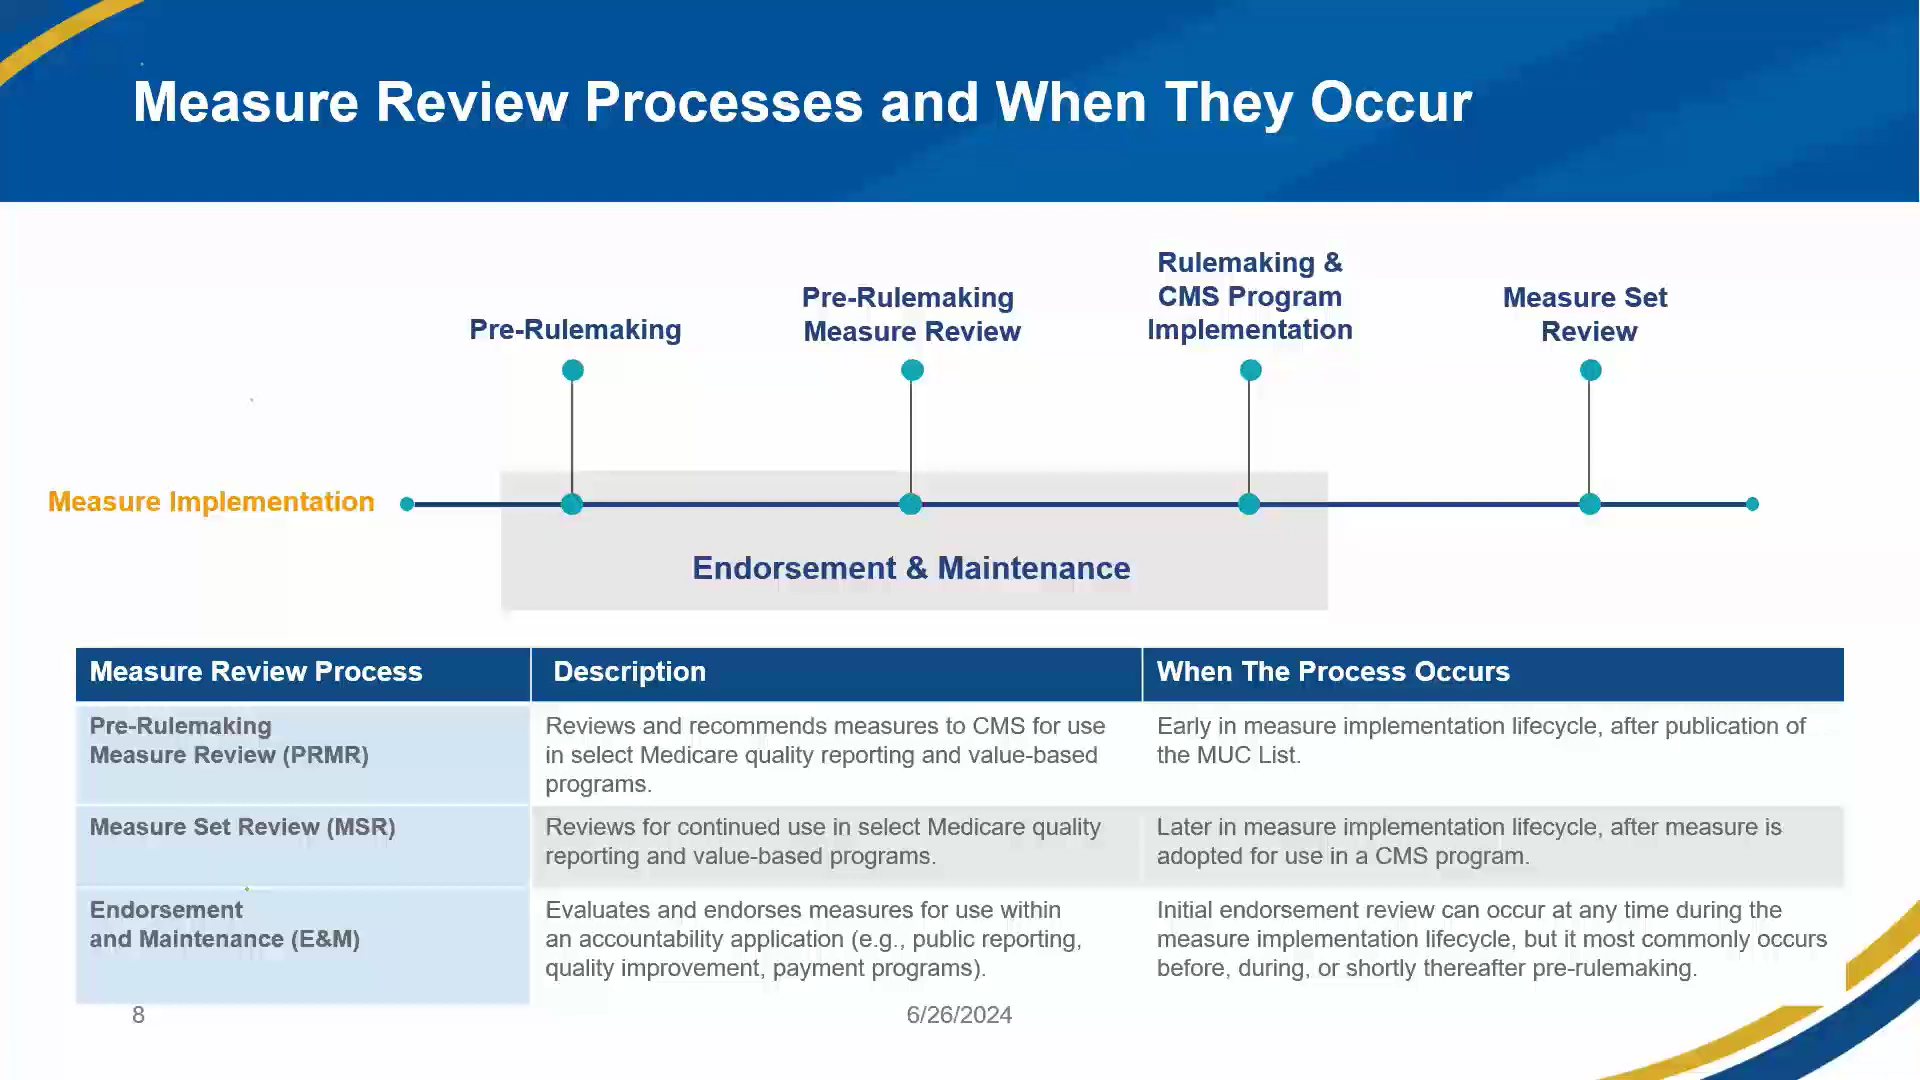 Measure Review Processes and When They Occur
Pre-Rulemaking
Pre-Rulemaking
Measure Review
Rulemaking &
CMS Program
Implementation
Measure Set
Review
Measure Implementation
Endorsement & Maintenance
Measure Review Process
Description
When The Process Occurs
Pre-Rulemaking
Measure Review (PRMR)
Reviews and recommends measures to CMS for use
in select Medicare quality reporting and value-based
programs.
Early in measure implementation lifecycle, after publication of
the MUC List.
Measure Set Review (MSR)
Reviews for continued use in select Medicare quality
reporting and value-based programs.
Later in measure implementation lifecycle, after measure is
adopted for use in a CMS program.
Endorsement
and Maintenance (E&M)
Evaluates and endorses measures for use within
an accountability application (e.g., public reporting,
quality improvement, payment programs).
Initial endorsement review can occur at any time during the
measure implementation lifecycle, but it most commonly occurs
before, during, or shortly thereafter pre-rulemaking.
8
6/26/2024